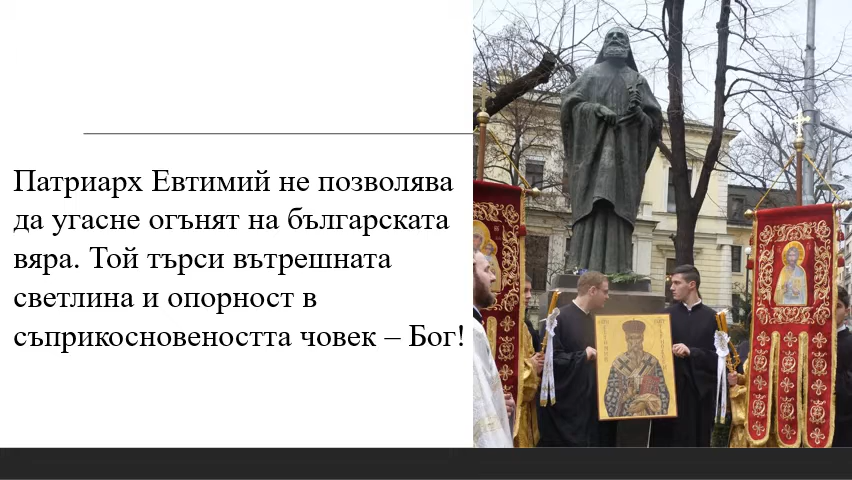 Патриарх Евтимий не позволява
да угасне огънят на българската
вяра. Той търси вътрешната
светлина и опорност в
съприкосновеността човек – Бог!